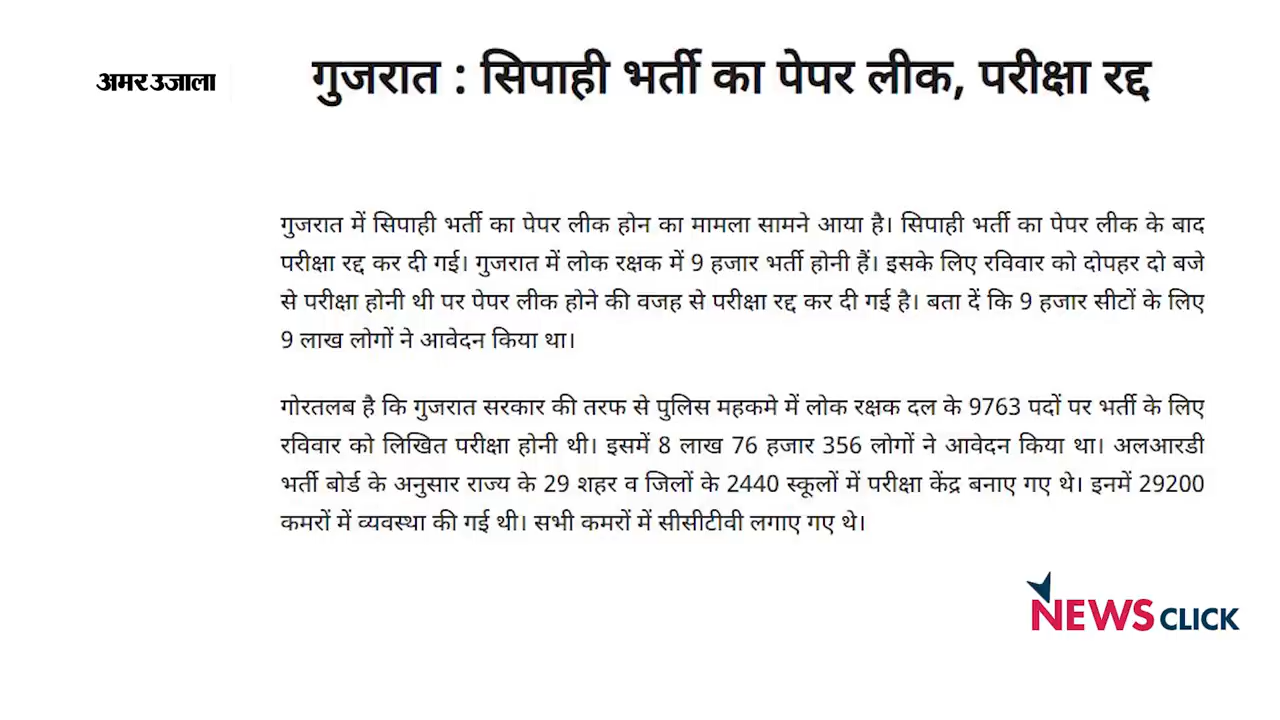 अमर उजाला
गुजरात : सिपाही भर्ती का पेपर लीक, परीक्षा रद्द
गुजरात में सिपाही भर्ती का पेपर लीक होन का मामला सामने आया है। सिपाही भर्ती का पेपर लीक के बाद
परीक्षा रद्द कर दी गई। गुजरात में लोक रक्षक में 9 हजार भर्ती होनी हैं। इसके लिए रविवार को दोपहर दो बजे
से परीक्षा होनी थी पर पेपर लीक होने की वजह से परीक्षा रद्द कर दी गई है। बता दें कि 9 हजार सीटों के लिए
9 लाख लोगों ने आवेदन किया था।
गोरतलब है कि गुजरात सरकार की तरफ से पुलिस महकमे में लोक रक्षक दल के 9763 पदों पर भर्ती के लिए
रविवार को लिखित परीक्षा होनी थी। इसमें 8 लाख 76 हजार 356 लोगों ने आवेदन किया था। अलआरडी
भर्ती बोर्ड के अनुसार राज्य के 29 शहर व जिलों के 2440 स्कूलों में परीक्षा केंद्र बनाए गए थे। इनमें 29200
कमरों में व्यवस्था की गई थी। सभी कमरों में सीसीटीवी लगाए गए थे।
NEWS CLICK